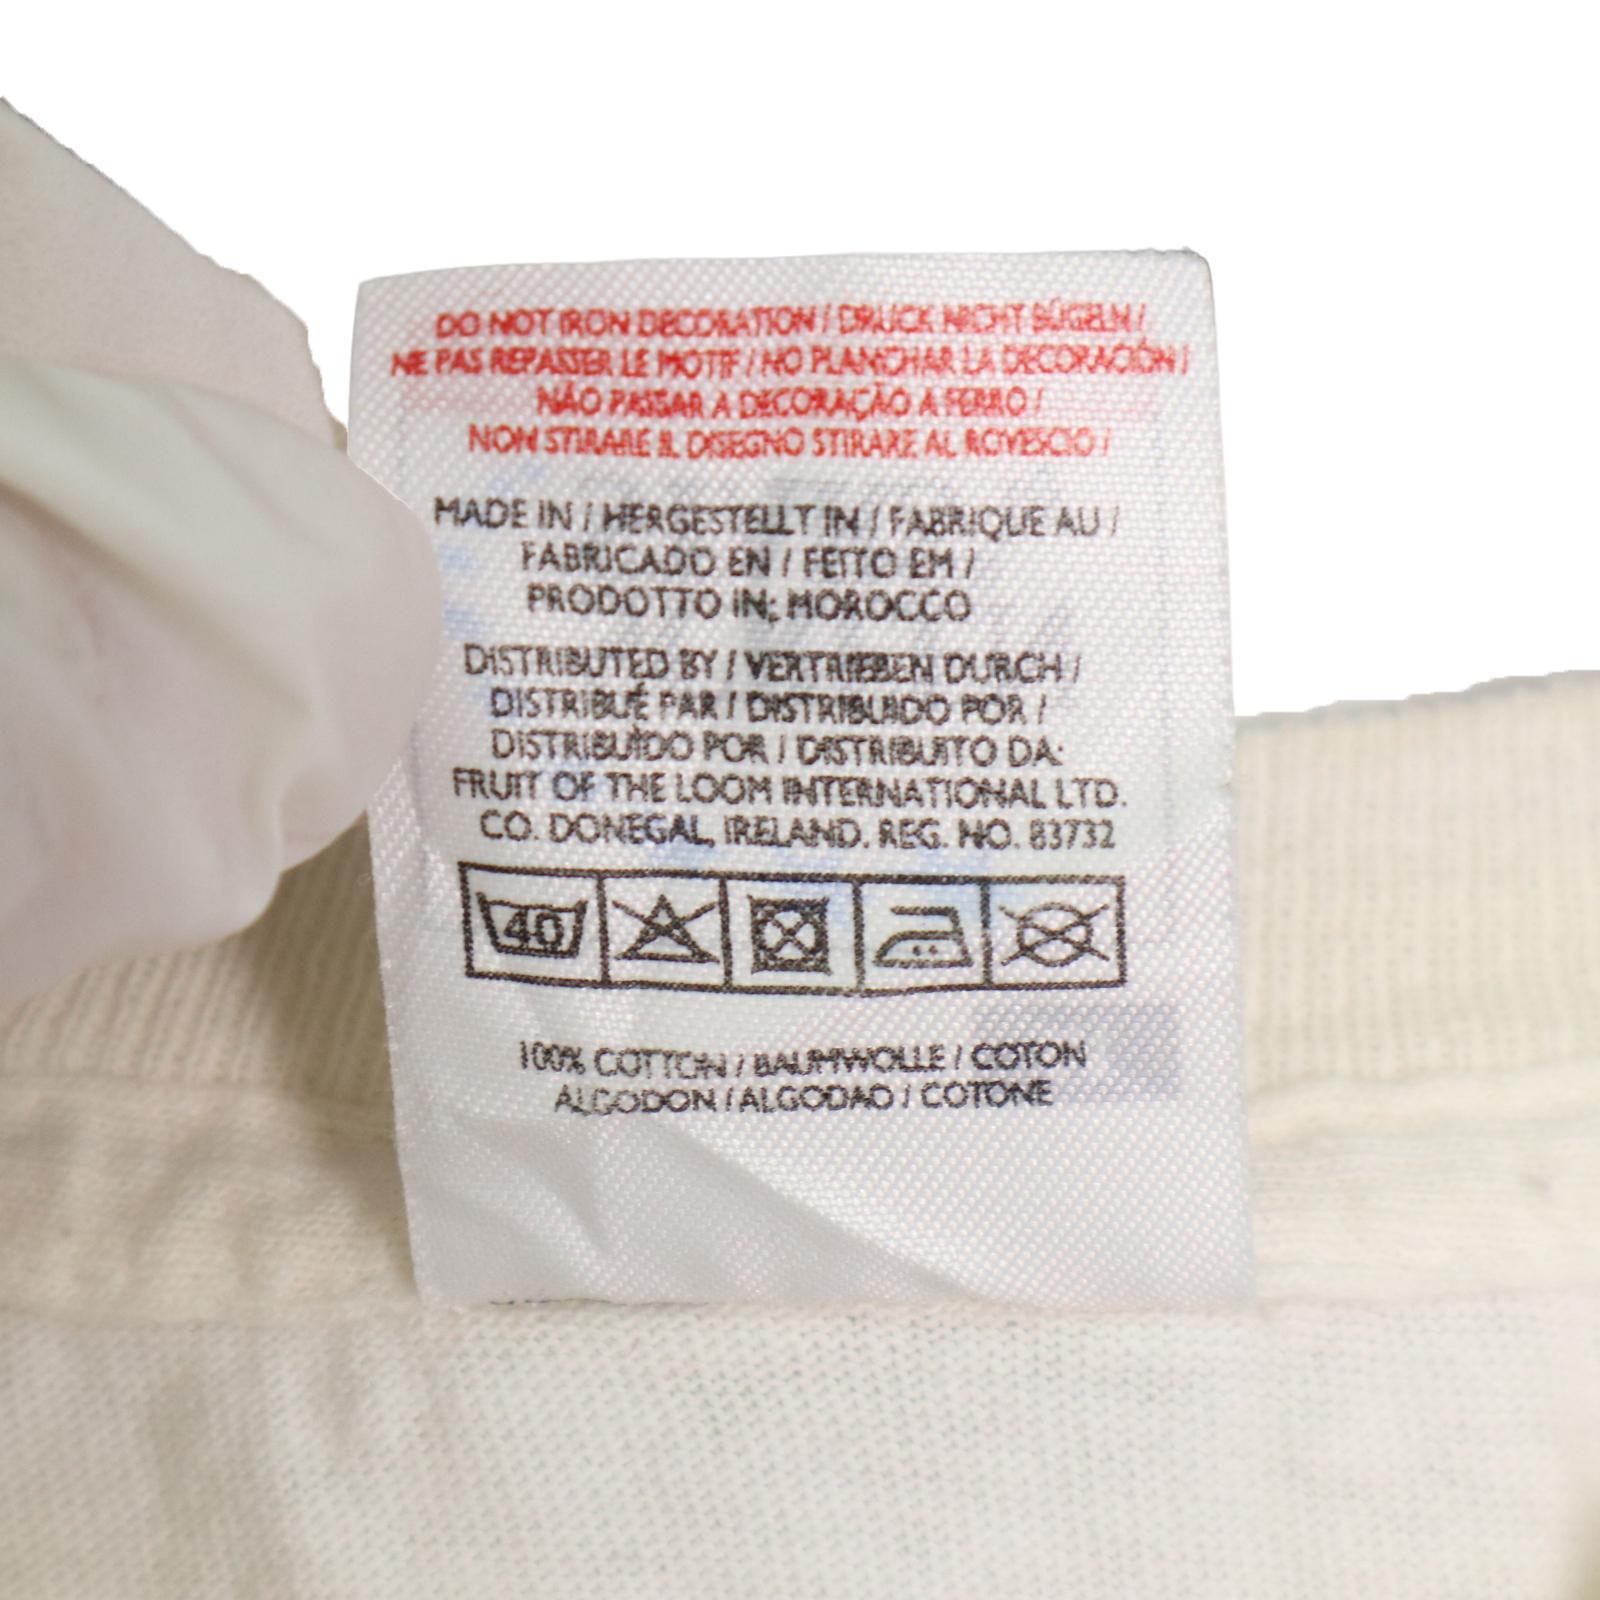 DO NOT IRON DECORATION / DRUCK NICHT BÜGELN /
NE PAS REPASSER LE MOTIF / NO PLANCHAR LA DECORACIÓN /
NÃO PASSAR A DECORAÇÃO A FERRO /
NON STIRARE IL DISEGNO STIRARE AL ROVESCIO /
MADE IN / HERGESTELLT IN / FABRIQUE AU /
FABRICADO EN / FEITO EM /
PRODOTTO IN: MOROCCO
DISTRIBUTED BY / VERTRIEBEN DURCH /
DISTRIBUÉ PAR / DISTRIBUIDO POR /
DISTRIBUÍDO POR / DISTRIBUITO DA:
FRUIT OF THE LOOM INTERNATIONAL LTD.
CO. DONEGAL, IRELAND. REG. NO. 83732
40
100% COTTON / BAUMWOLLE / COTON
ALGODON / ALGODAO / COTONE